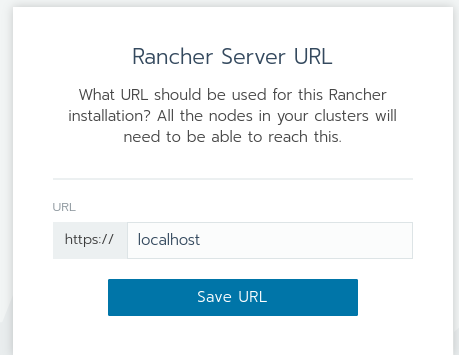 Rancher Server URL
What URL should be used for this Rancher
installation? All the nodes in your clusters will
need to be able to reach this.
URL
https:// localhost
Save URL